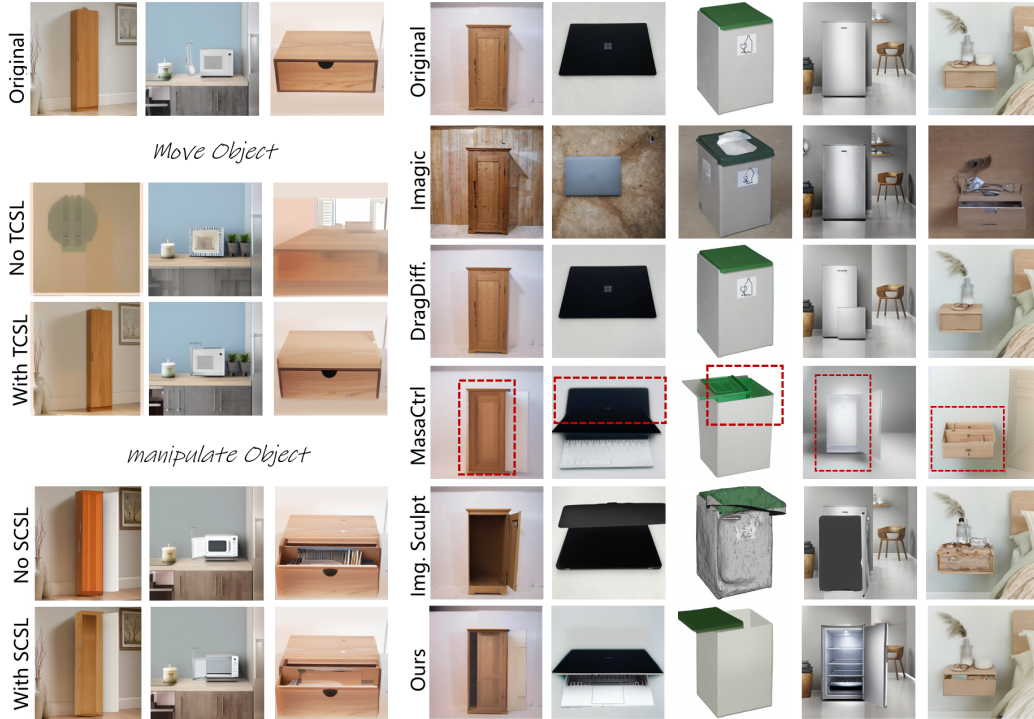 Original
Move Object
No TCSL
With TCSL
manipulate Object
No SCSL
With SCSL
Original
Imagic
DragDiff.
MasaCtrl
Img. Sculpt
Ours